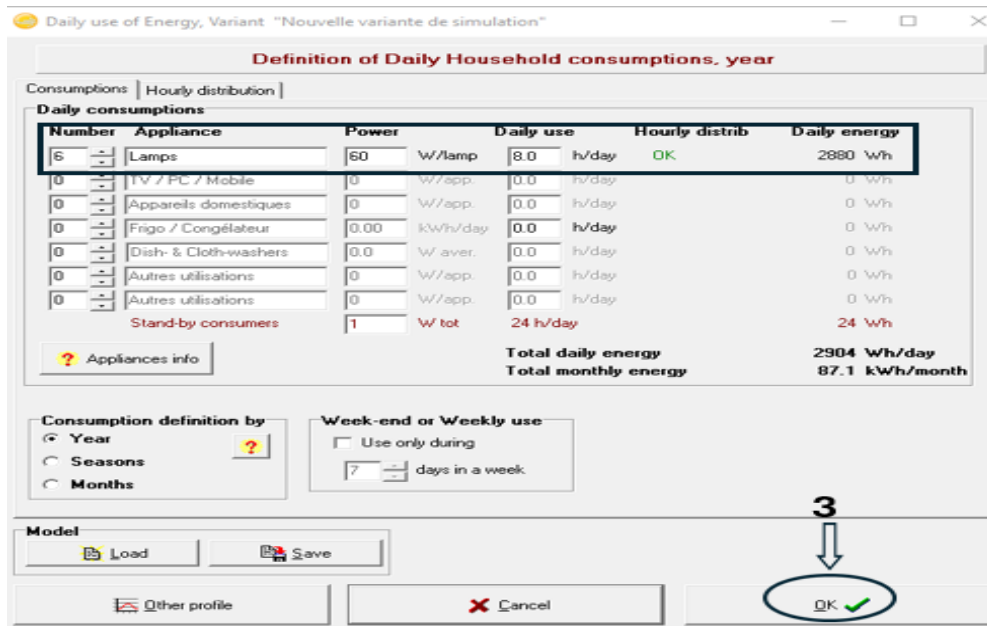 Daily use of Energy, Variant "Nouvelle variante de simulation"
Definition of Daily Household consumptions, year
Consumptions Hourly distribution
Daily consumptions
Number Appliance Power Daily use Hourly distrib Daily energy
6 Lamps 60 W/lamp 8.0 h/day OK 2880 Wh
0 TV / PC / Mobile 0 W/app. 0.0 h/day 0 Wh
0 Appareils domestiques 0 W/app. 0.0 h/day 0 Wh
0 Frigo / Congélateur 0.00 kWh/day 0.0 h/day 0 Wh
0 Dish- & Cloth-washers 0.0 W aver. 0.0 h/day 0 Wh
0 Autres utilisations 0 W/app. 0.0 h/day 0 Wh
0 Autres utilisations 0 W/app. 0.0 h/day 0 Wh
Stand-by consumers 1 W tot 24 h/day 24 Wh
? Appliances info
Total daily energy 2904 Wh/day
Total monthly energy 87.1 kWh/month
Consumption definition by
Year
?
Seasons
Months
Week-end or Weekly use
Use only during
7 days in a week
3
Model
Load Save
Other profile Cancel OK